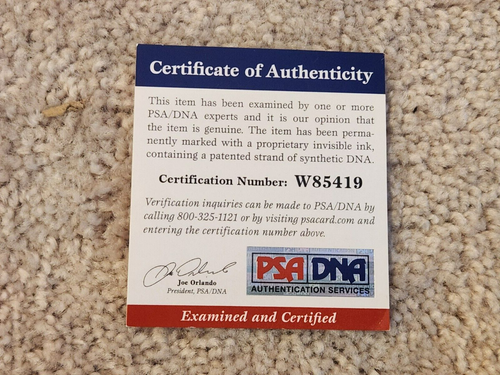 Certificate of Authenticity
This item has been examined by one or more
PSA/DNA experts and it is our opinion that
the item is genuine. The item has been perma-
nently marked with a proprietary invisible ink,
containing a patented strand of synthetic DNA.
Certification Number: W85419
Verification inquiries can be made to PSA/DNA by
calling 800-325-1121 or by visiting psacard.com and
entering the certification number above.
Joe Orlando
President, PSA/DNA
PSA DNA
AUTHENTICATION SERVICES
Examined and Certified